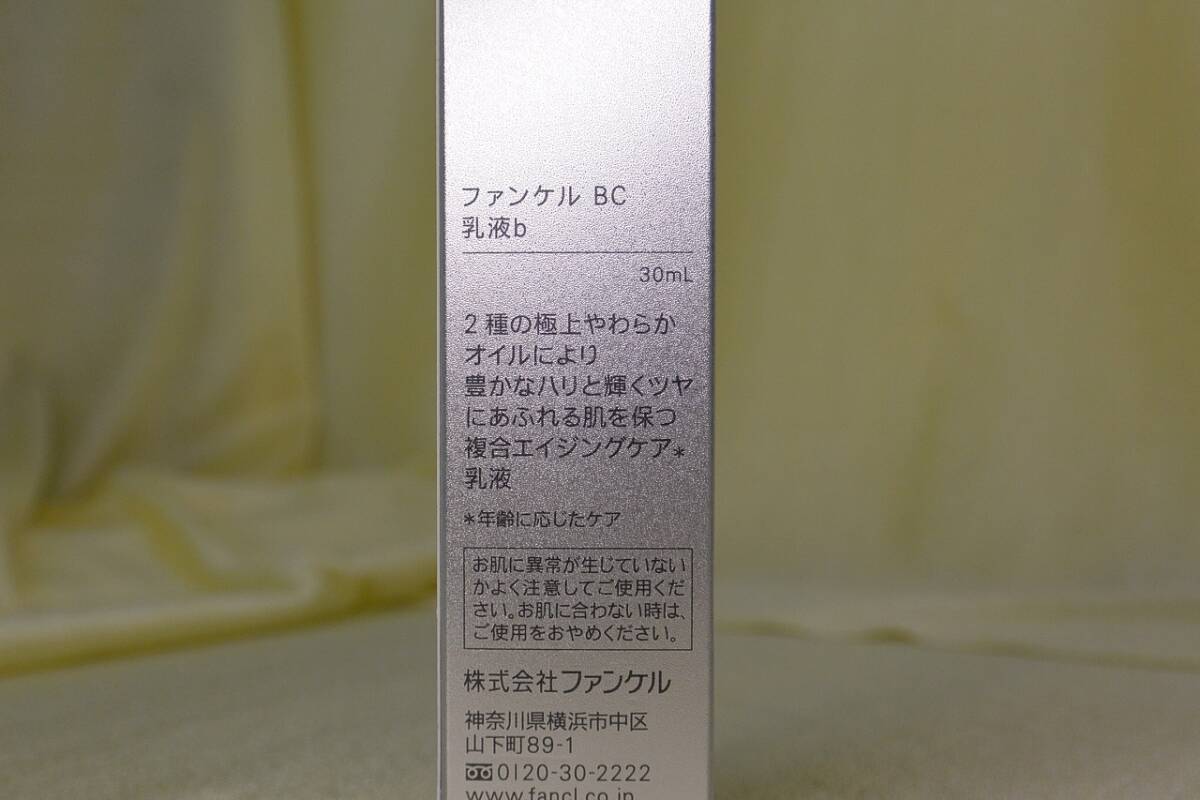 ファンケル BC
乳液b
30mL
2種の極上やわらか
オイルにより
豊かなハリと輝くツヤ
にあふれる肌を保つ
複合エイジングケア*
乳液
*年齢に応じたケア
お肌に異常が生じていない
かよく注意してご使用くだ
さい。お肌に合わない時は、
ご使用をおやめください。
株式会社ファンケル
神奈川県横浜市中区
山下町89-1
0120-30-2222
www.fancl.co.jp